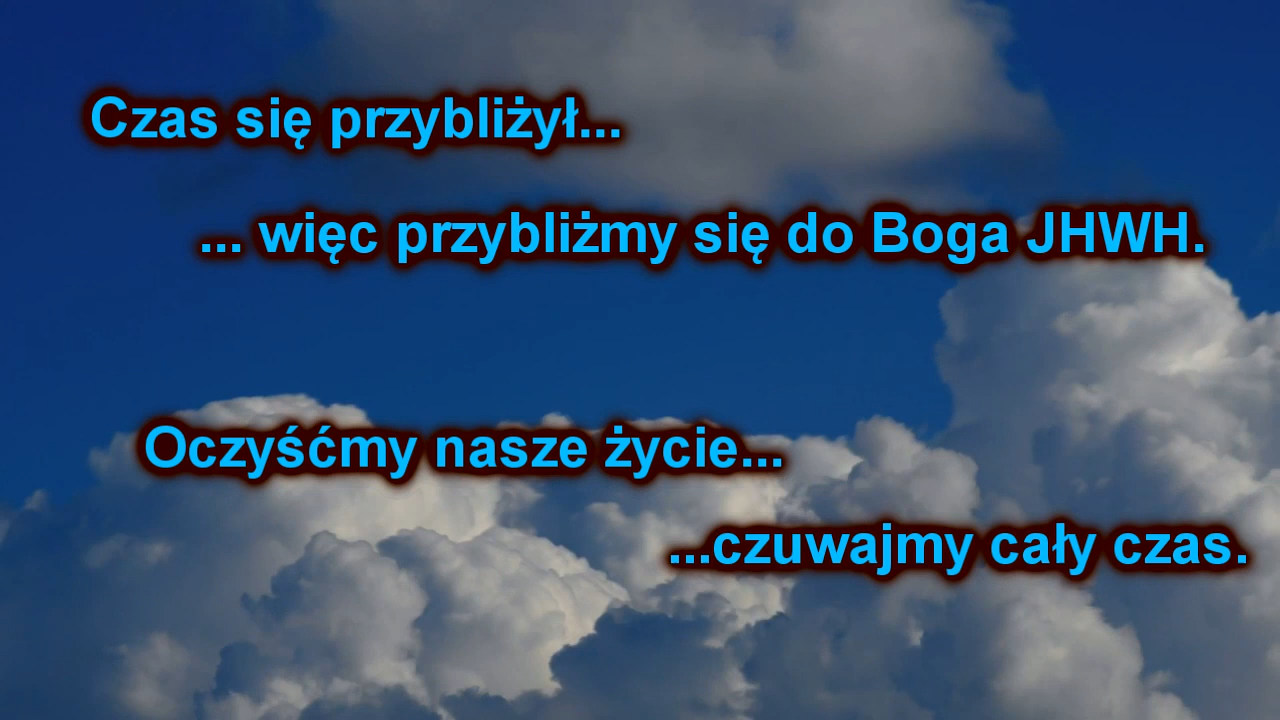 Czas się przybliżył...
... więc przybliżmy się do Boga JHWH.
Oczyśćmy nasze życie...
...czuwajmy cały czas.